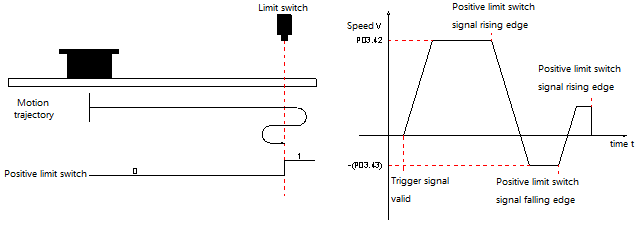 Limit switch
Motion
trajectory
Positive limit switch
0
1
Positive limit switch
signal rising edge
Speed V
P03.42
Positive limit switch
signal rising edge
time t
-(P03.43)
Trigger signal
valid
Positive limit switch
signal falling edge